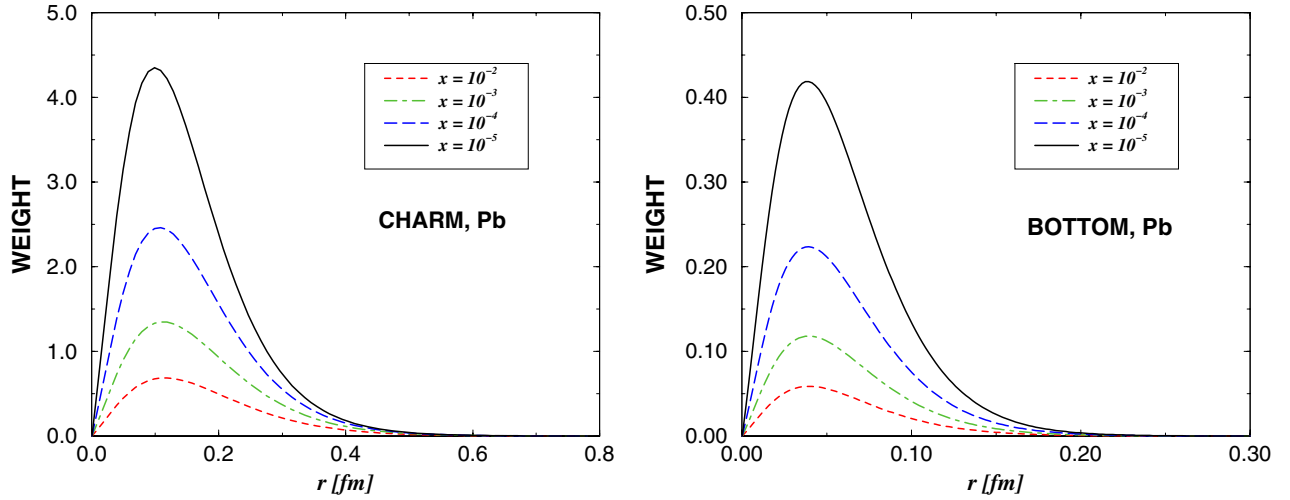 5.0
4.0
3.0
2.0
1.0
0.0
WEIGHT
x = 10⁻²
x = 10⁻³
x = 10⁻⁴
x = 10⁻⁵
CHARM, Pb
0.0 0.2 0.4 0.6 0.8
r [fm]
0.50
0.40
0.30
0.20
0.10
0.00
WEIGHT
x = 10⁻²
x = 10⁻³
x = 10⁻⁴
x = 10⁻⁵
BOTTOM, Pb
0.00 0.10 0.20 0.30
r [fm]